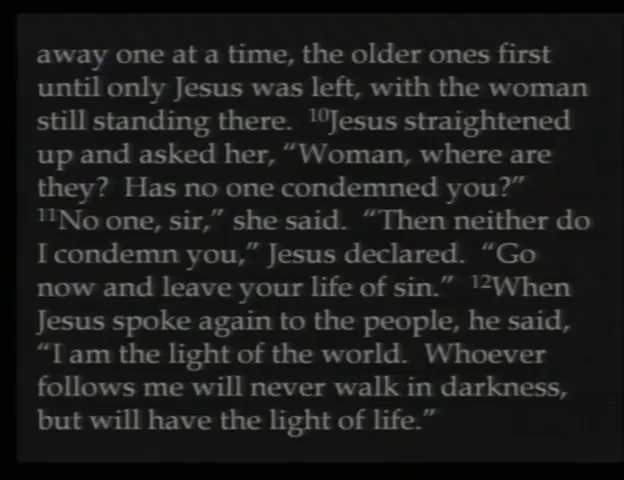 away one at a time, the older ones first
until only Jesus was left, with the woman
still standing there. ¹⁰Jesus straightened
up and asked her, “Woman, where are
they? Has no one condemned you?”
¹¹No one, sir,” she said. “Then neither do
I condemn you,” Jesus declared. “Go
now and leave your life of sin.” ¹²When
Jesus spoke again to the people, he said,
“I am the light of the world. Whoever
follows me will never walk in darkness,
but will have the light of life.”